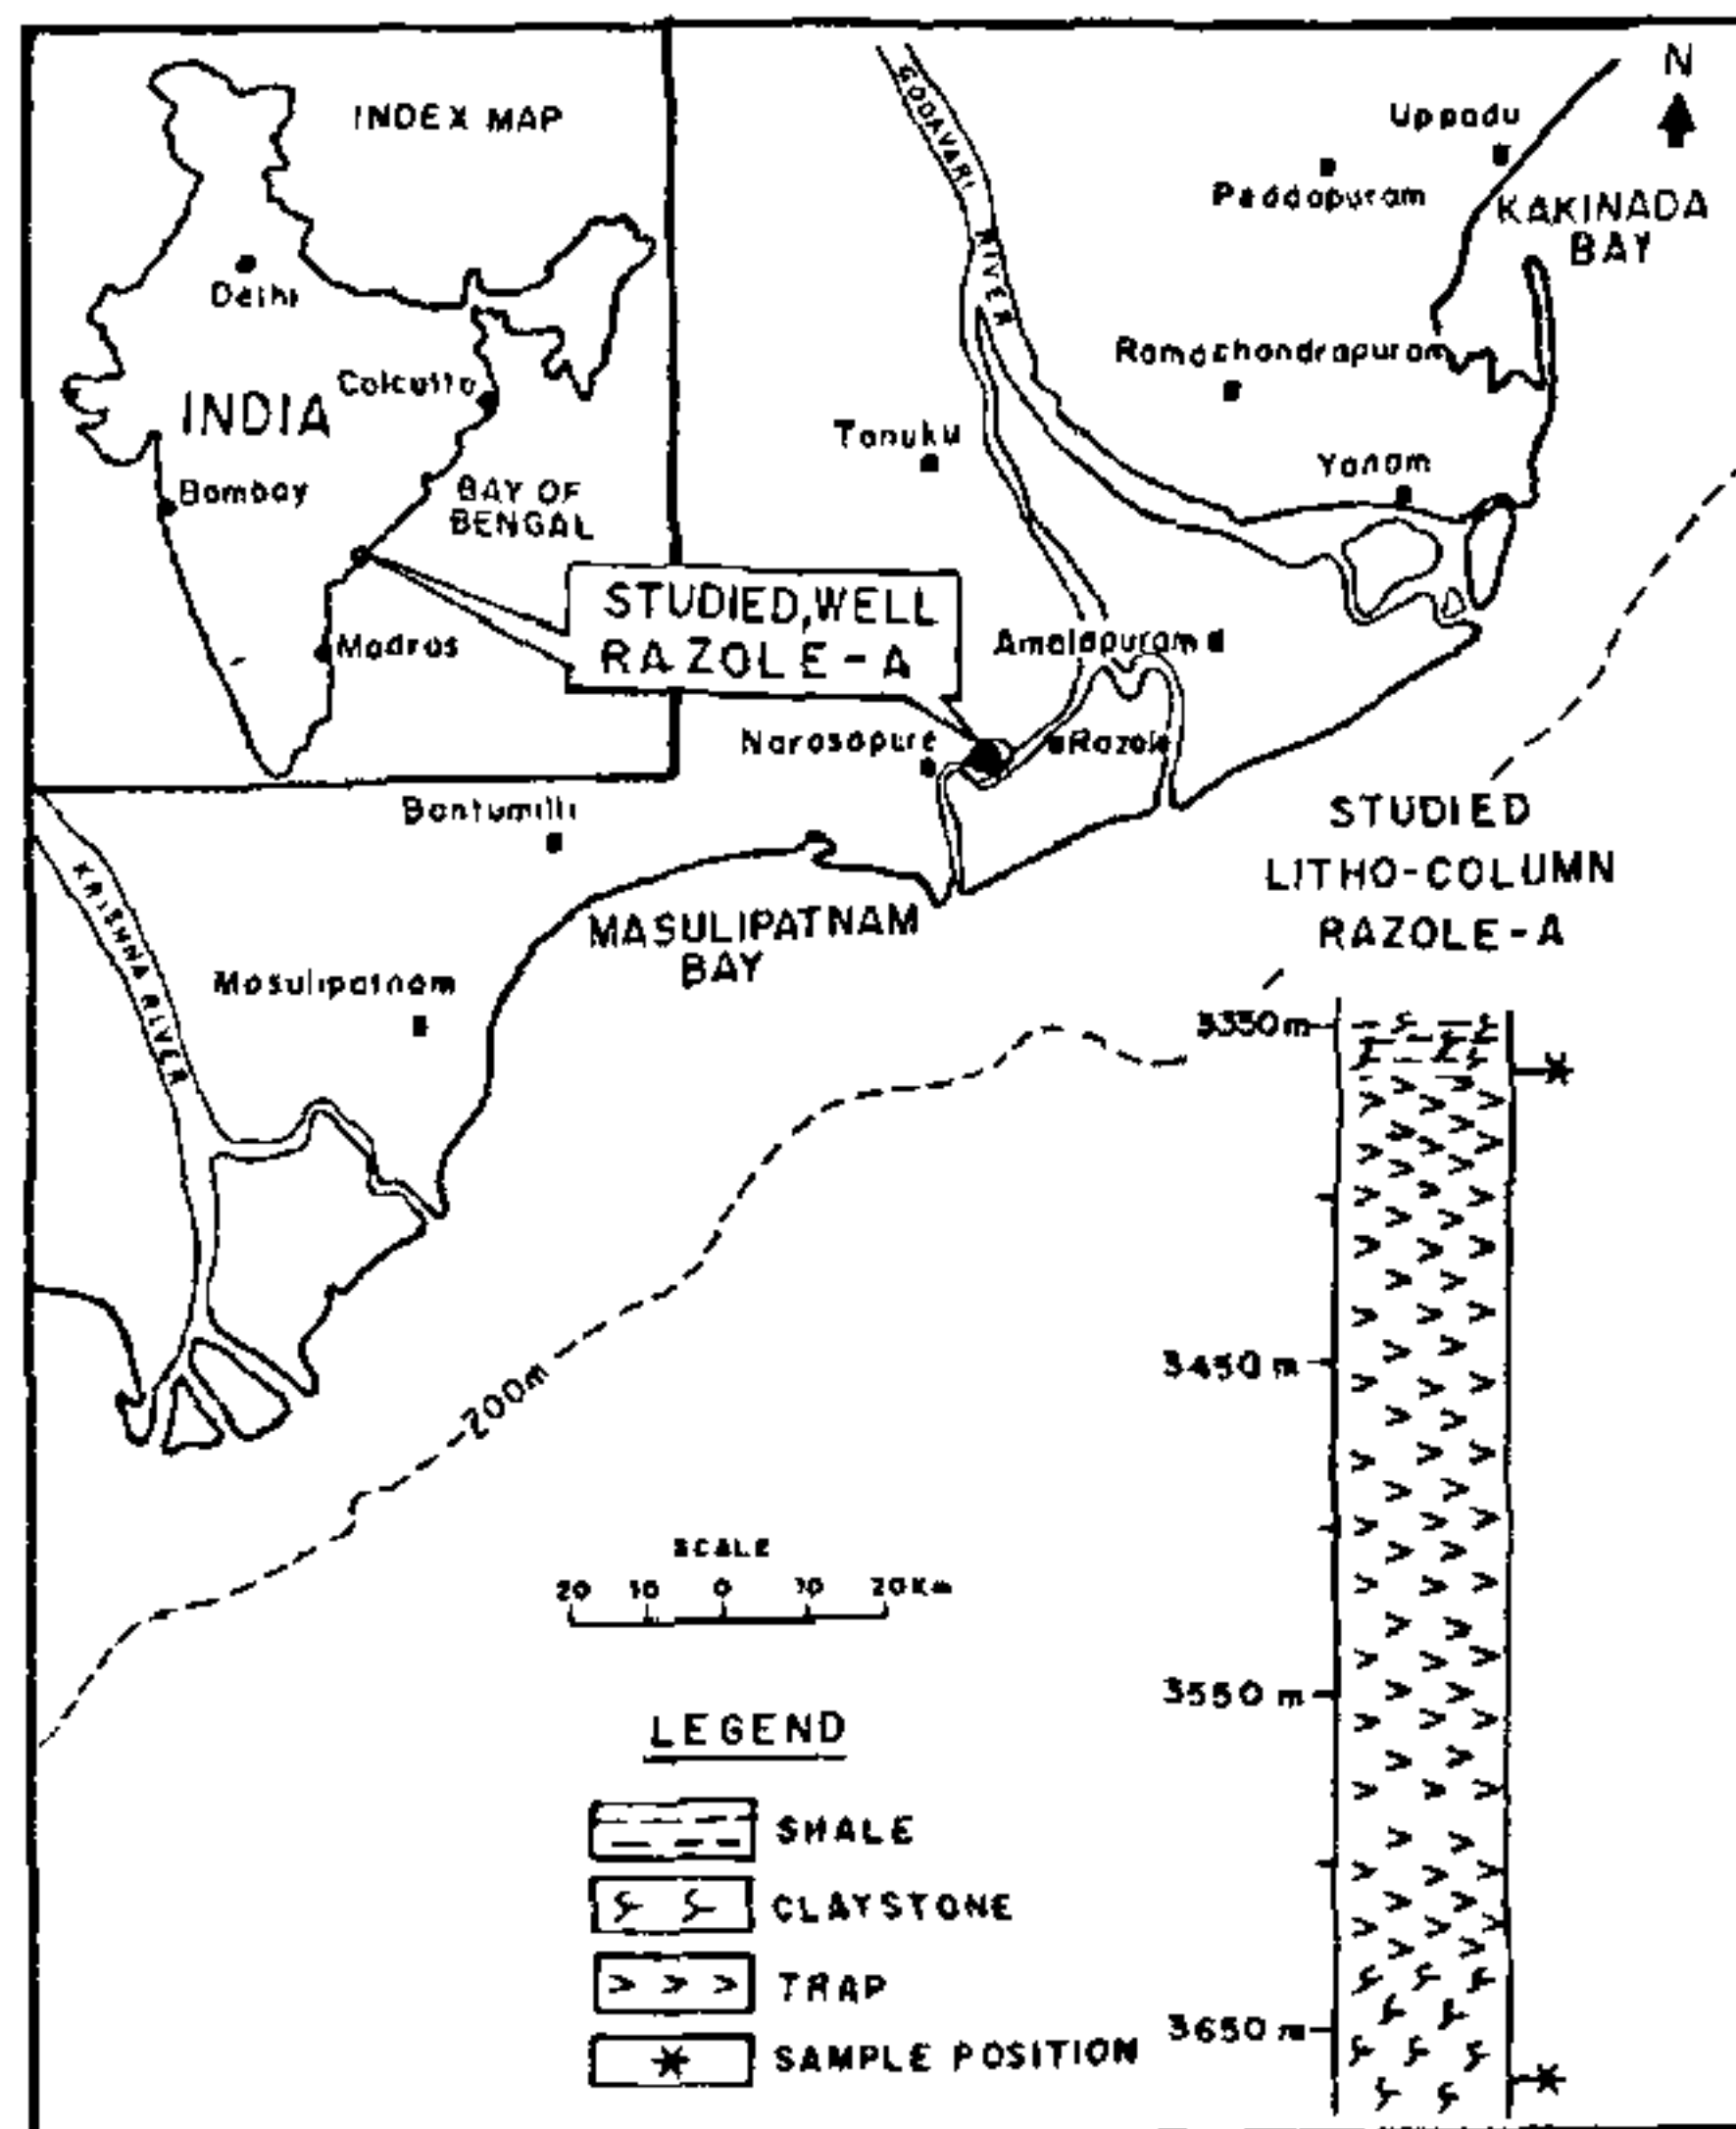 INDEX MAP
Delhi
Calcutta
INDIA
Bombay
BAY OF
BENGAL
Madras
STUDIED, WELL
RAZOLE-A
GODAVARI RIVER
N
Uppadu
Peddapuram
KAKINADA
BAY
Ramachandrapuram
Tanuku
Yanam
Amalapuram
Narasapure
Razole
Bantumilli
KRISHNA RIVER
MASULIPATNAM
BAY
Masulipatnam
200m
STUDIED
LITHO-COLUMN
RAZOLE-A
3350m
3450 m
3550 m
3650 m
SCALE
20 10 0 10 20Km
LEGEND
SHALE
CLAYSTONE
TRAP
SAMPLE POSITION